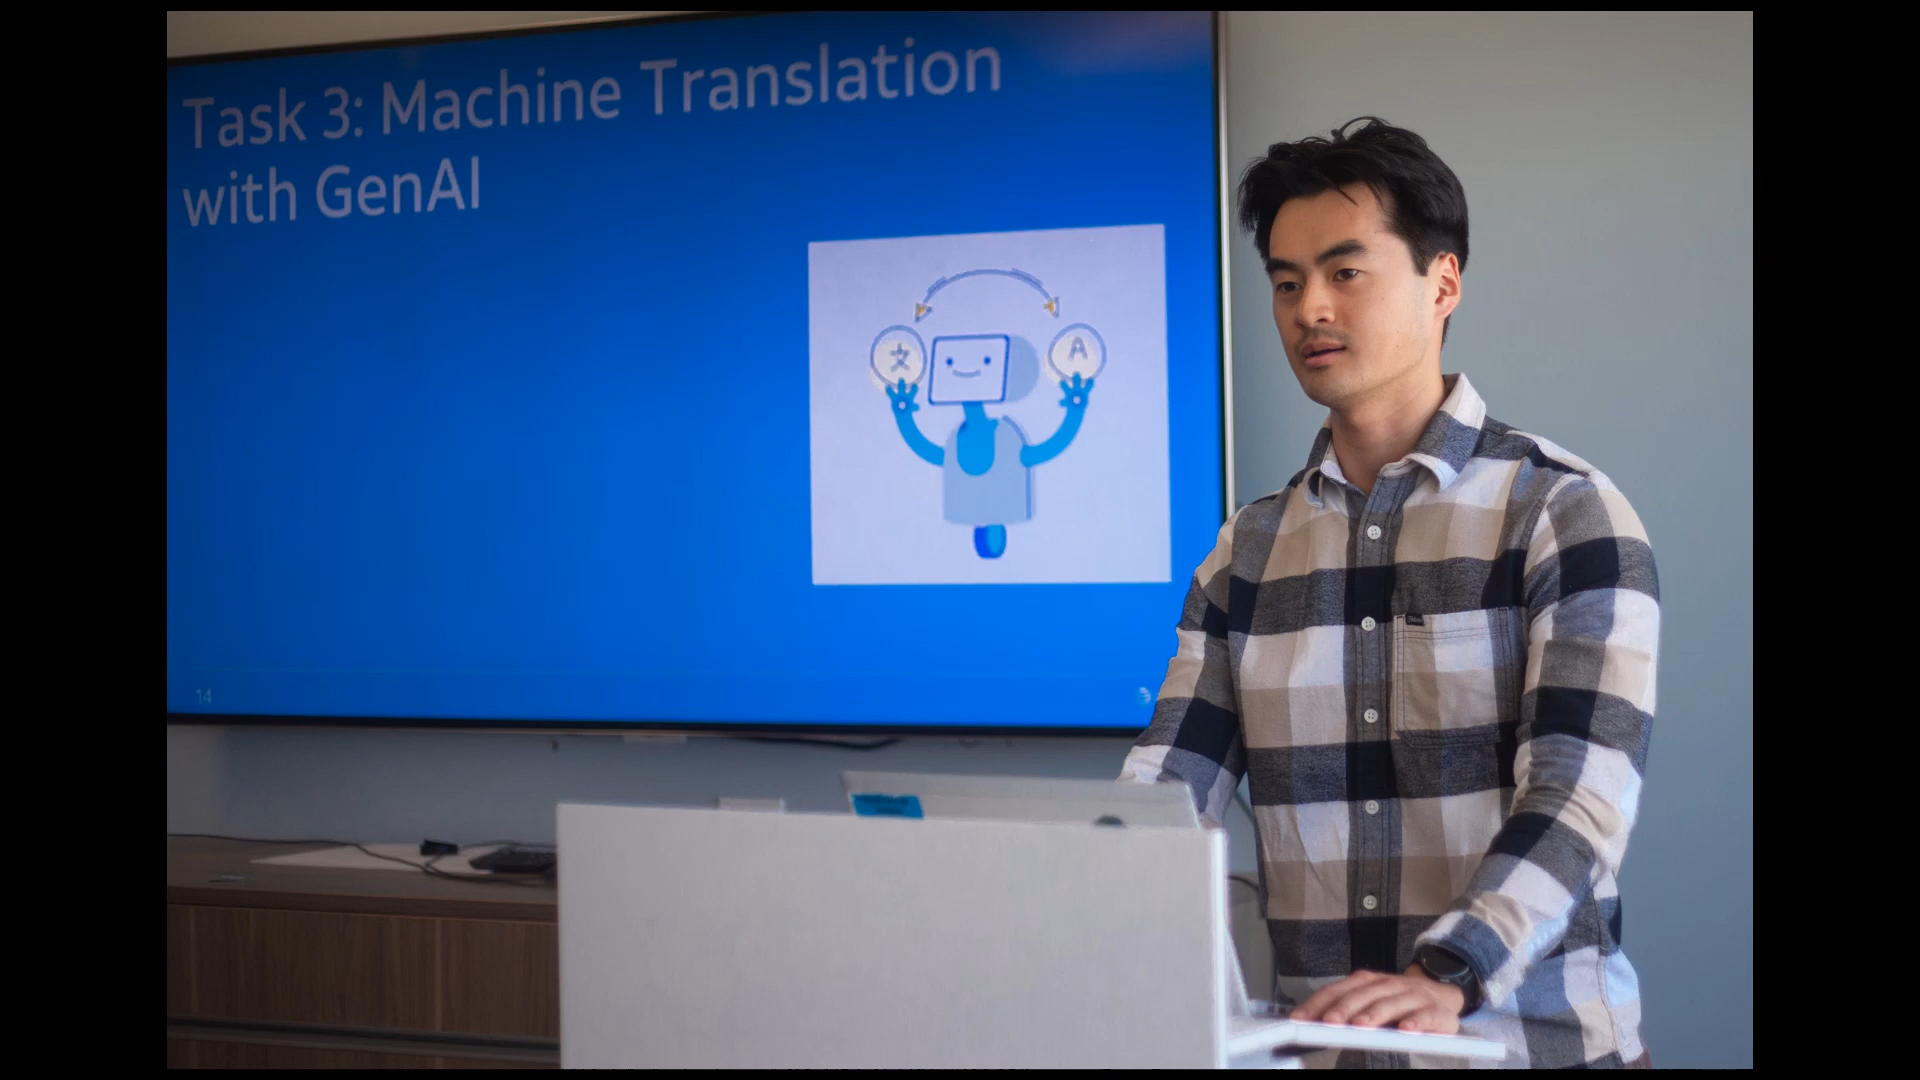 Task 3: Machine Translation
with GenAI
文
A
14